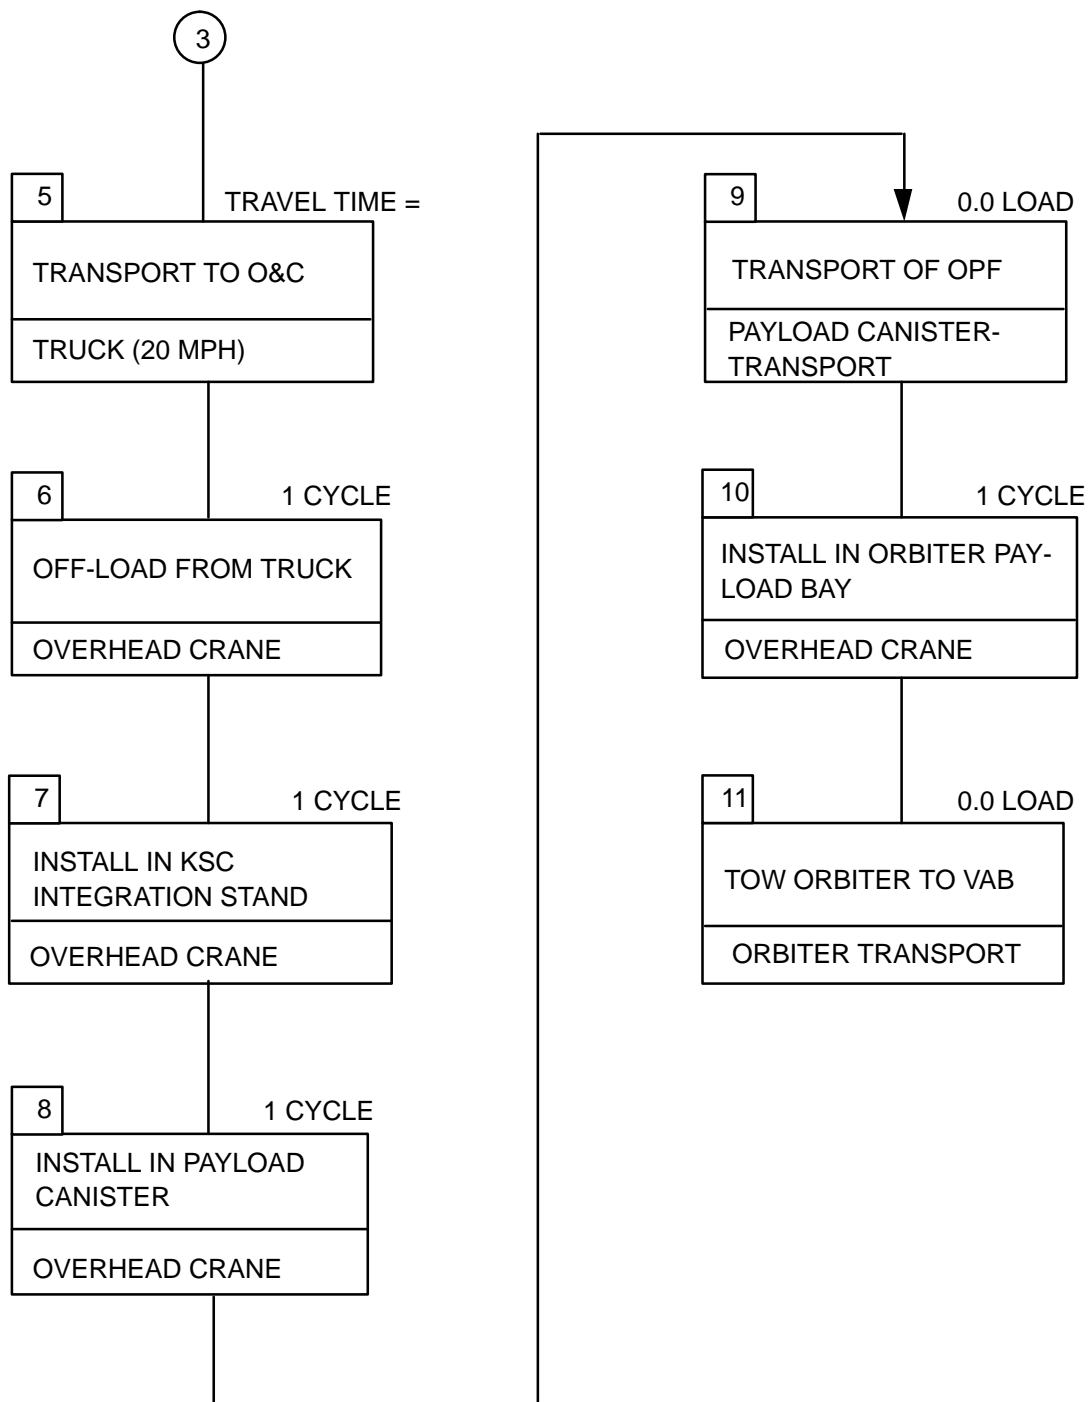 3
5
TRAVEL TIME =
TRANSPORT TO O&C
TRUCK (20 MPH)
6
1 CYCLE
OFF-LOAD FROM TRUCK
OVERHEAD CRANE
7
1 CYCLE
INSTALL IN KSC
INTEGRATION STAND
OVERHEAD CRANE
8
1 CYCLE
INSTALL IN PAYLOAD
CANISTER
OVERHEAD CRANE
9
0.0 LOAD
TRANSPORT OF OPF
PAYLOAD CANISTER-
TRANSPORT
10
1 CYCLE
INSTALL IN ORBITER PAY-
LOAD BAY
OVERHEAD CRANE
11
0.0 LOAD
TOW ORBITER TO VAB
ORBITER TRANSPORT